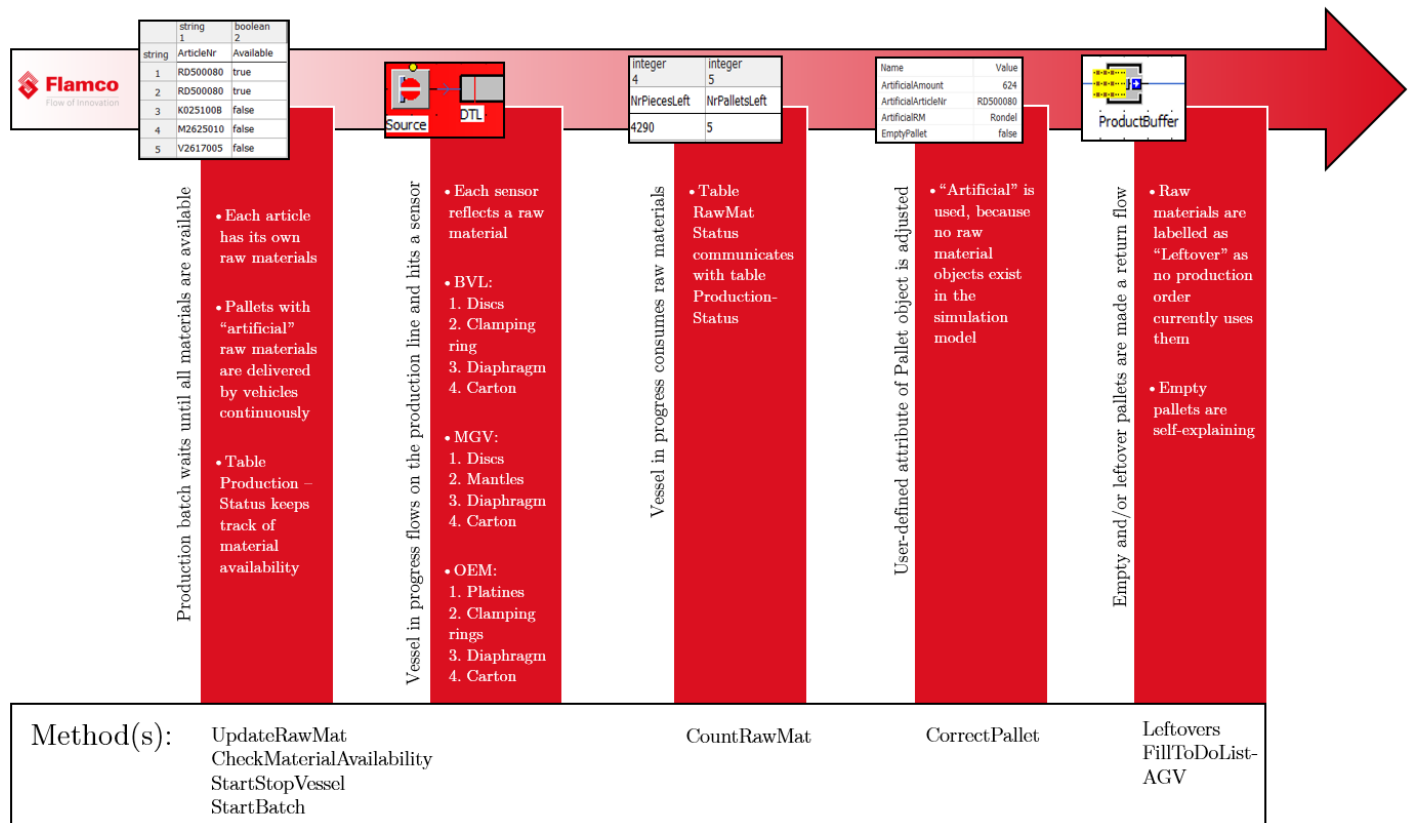 Flamco
Flow of Innovation
string boolean
1 2
string ArticleNr Available
1 RD500080 true
2 RD500080 true
3 K0251008 false
4 M2625010 false
5 V2617005 false
Source
DTL
integer integer
4 5
NrPiecesLeft NrPalletsLeft
4290 5
Name Value
ArtificialAmount 624
ArtificialArticleNr RD500080
ArtificialRM Rondel
EmptyPallet false
ProductBuffer
Production batch waits until all materials are available
• Each article
has its own
raw materials
• Pallets with
“artificial”
raw materials
are delivered
by vehicles
continuously
• Table
Production –
Status keeps
track of
material
availability
Vessel in progress flows on the production line and hits a sensor
• Each sensor
reflects a raw
material
• BVL:
1. Discs
2. Clamping
ring
3. Diaphragm
4. Carton
• MGV:
1. Discs
2. Mantles
3. Diaphragm
4. Carton
• OEM:
1. Platines
2. Clamping
rings
3. Diaphragm
4. Carton
Vessel in progress consumes raw materials
• Table
RawMat
Status
communicates
with table
Production-
Status
User-defined attribute of Pallet object is adjusted
• “Artificial” is
used, because
no raw
material
objects exist
in the
simulation
model
Empty and/or leftover pallets are made a return flow
• Raw
materials are
labelled as
“Leftover” as
no production
order
currently uses
them
• Empty
pallets are
self-explaining
Method(s):
UpdateRawMat
CheckMaterialAvailability
StartStopVessel
StartBatch
CountRawMat
CorrectPallet
Leftovers
FillToDoList-
AGV